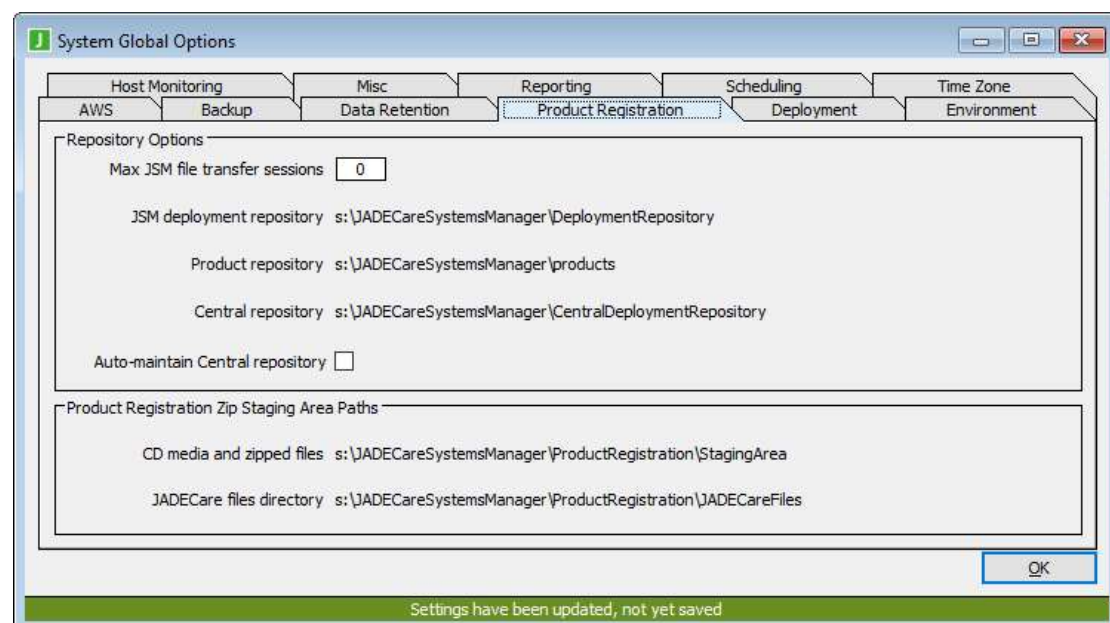 System Global Options
Host Monitoring Misc Reporting Scheduling Time Zone
AWS Backup Data Retention Product Registration Deployment Environment
Repository Options
Max JSM file transfer sessions 0
JSM deployment repository s:\JADECareSystemsManager\DeploymentRepository
Product repository s:\JADECareSystemsManager\products
Central repository s:\JADECareSystemsManager\CentralDeploymentRepository
Auto-maintain Central repository
Product Registration Zip Staging Area Paths
CD media and zipped files s:\JADECareSystemsManager\ProductRegistration\StagingArea
JADECare files directory s:\JADECareSystemsManager\ProductRegistration\JADECareFiles
OK
Settings have been updated, not yet saved